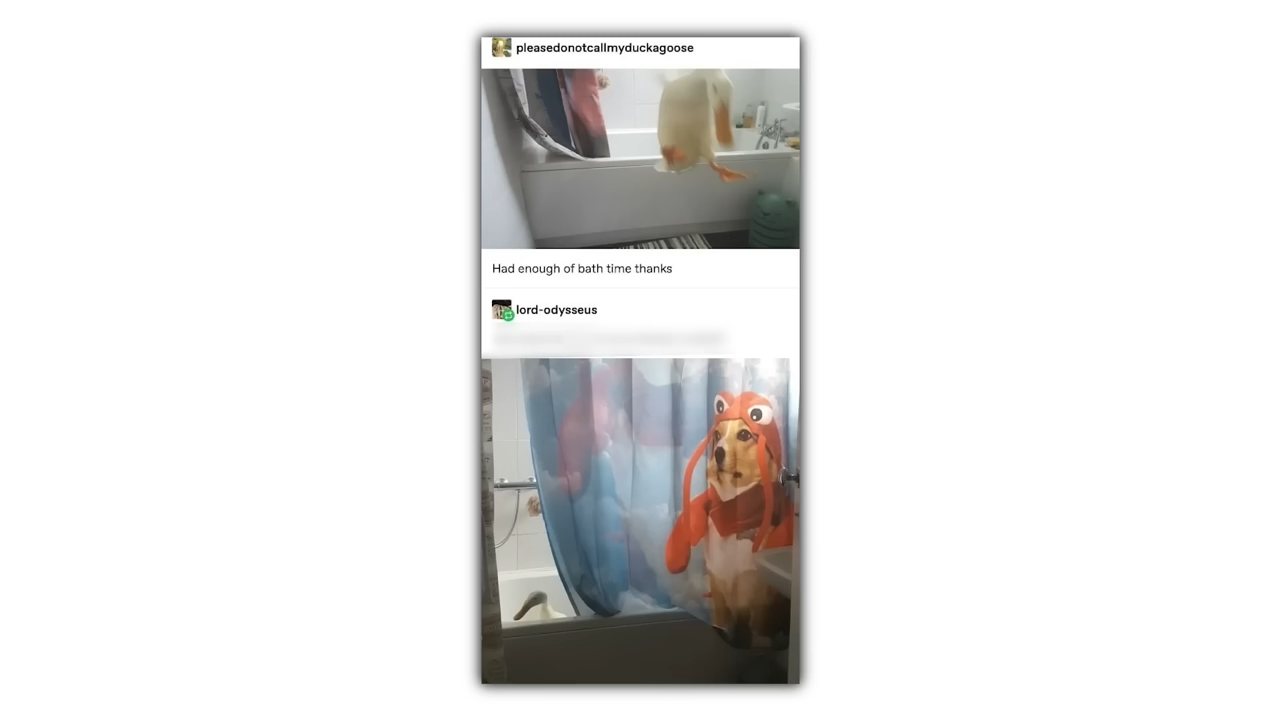 pleasedonotcallmyduckagoose
Had enough of bath time thanks
lord-odysseus